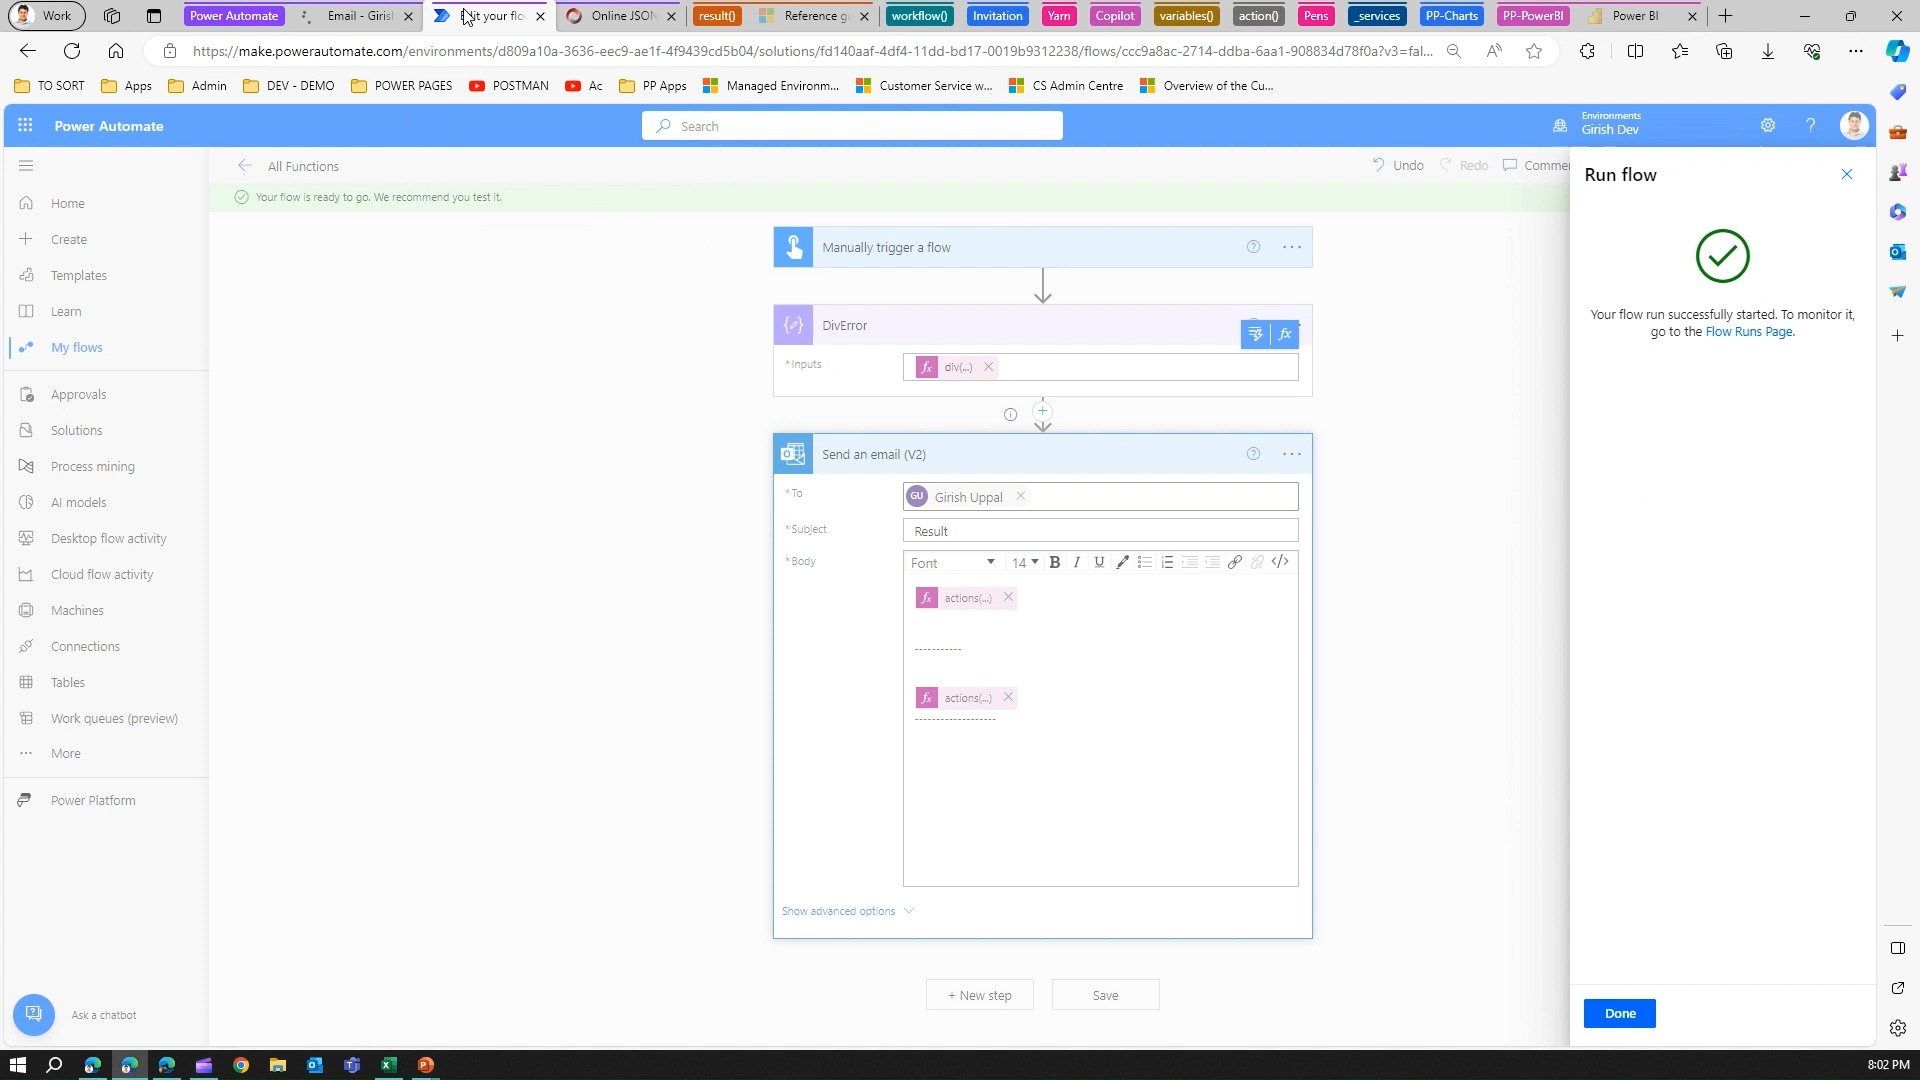 Work
Power Automate
Email - Giris
Online JSON
result()
Reference g
workflow()
Invitation
Yarn
Copilot
variables()
action()
Pens
_services
PP-Charts
PP-PowerBI
Power BI
https://make.powerautomate.com/environments/d809a10a-3636-eec9-ae1f-4f9439cd5b04/solutions/fd140aaf-4df4-11dd-bd17-0019b9312238/flows/ccc9a8ac-2714-ddba-6aa1-908834d78f0a?v3=fal...
TO SORT
Apps
Admin
DEV - DEMO
POWER PAGES
POSTMAN
Ac
PP Apps
Managed Environm...
Customer Service w...
CS Admin Centre
Overview of the Cu...
Power Automate
Search
Environments
Girish Dev
All Functions
Undo
Redo
Commen
Your flow is ready to go. We recommend you test it.
Home
Create
Templates
Learn
My flows
Approvals
Solutions
Process mining
AI models
Desktop flow activity
Cloud flow activity
Machines
Connections
Tables
Work queues (preview)
More
Power Platform
Ask a chatbot
Manually trigger a flow
DivError
* Inputs
div(...)
Send an email (V2)
* To
GU Girish Uppal
* Subject
Result
* Body
Font
14
B I U
</>
actions(...)
-----------
actions(...)
-------------------
Show advanced options
+ New step
Save
Run flow
Your flow run successfully started. To monitor it,
go to the Flow Runs Page.
Done
8:02 PM